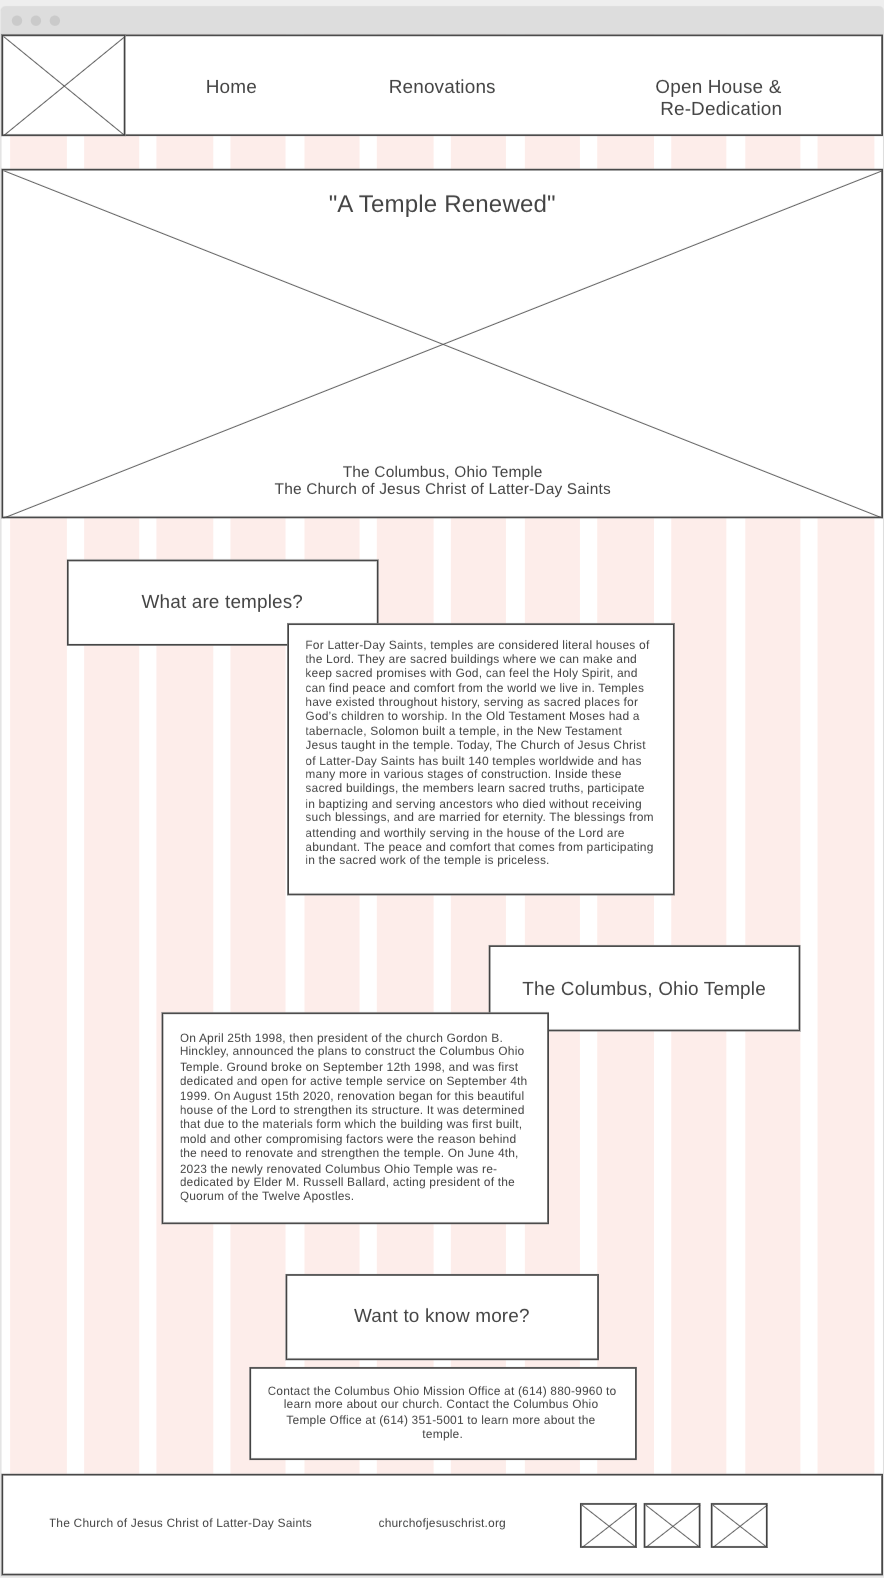 Home
Renovations
Open House &
Re-Dedication
"A Temple Renewed"
The Columbus, Ohio Temple
The Church of Jesus Christ of Latter-Day Saints
What are temples?
For Latter-Day Saints, temples are considered literal houses of
the Lord. They are sacred buildings where we can make and
keep sacred promises with God, can feel the Holy Spirit, and
can find peace and comfort from the world we live in. Temples
have existed throughout history, serving as sacred places for
God's children to worship. In the Old Testament Moses had a
tabernacle, Solomon built a temple, in the New Testament
Jesus taught in the temple. Today, The Church of Jesus Christ
of Latter-Day Saints has built 140 temples worldwide and has
many more in various stages of construction. Inside these
sacred buildings, the members learn sacred truths, participate
in baptizing and serving ancestors who died without receiving
such blessings, and are married for eternity. The blessings from
attending and worthily serving in the house of the Lord are
abundant. The peace and comfort that comes from participating
in the sacred work of the temple is priceless.
The Columbus, Ohio Temple
On April 25th 1998, then president of the church Gordon B.
Hinckley, announced the plans to construct the Columbus Ohio
Temple. Ground broke on September 12th 1998, and was first
dedicated and open for active temple service on September 4th
1999. On August 15th 2020, renovation began for this beautiful
house of the Lord to strengthen its structure. It was determined
that due to the materials form which the building was first built,
mold and other compromising factors were the reason behind
the need to renovate and strengthen the temple. On June 4th,
2023 the newly renovated Columbus Ohio Temple was re-
dedicated by Elder M. Russell Ballard, acting president of the
Quorum of the Twelve Apostles.
Want to know more?
Contact the Columbus Ohio Mission Office at (614) 880-9960 to
learn more about our church. Contact the Columbus Ohio
Temple Office at (614) 351-5001 to learn more about the
temple.
The Church of Jesus Christ of Latter-Day Saints
churchofjesuschrist.org